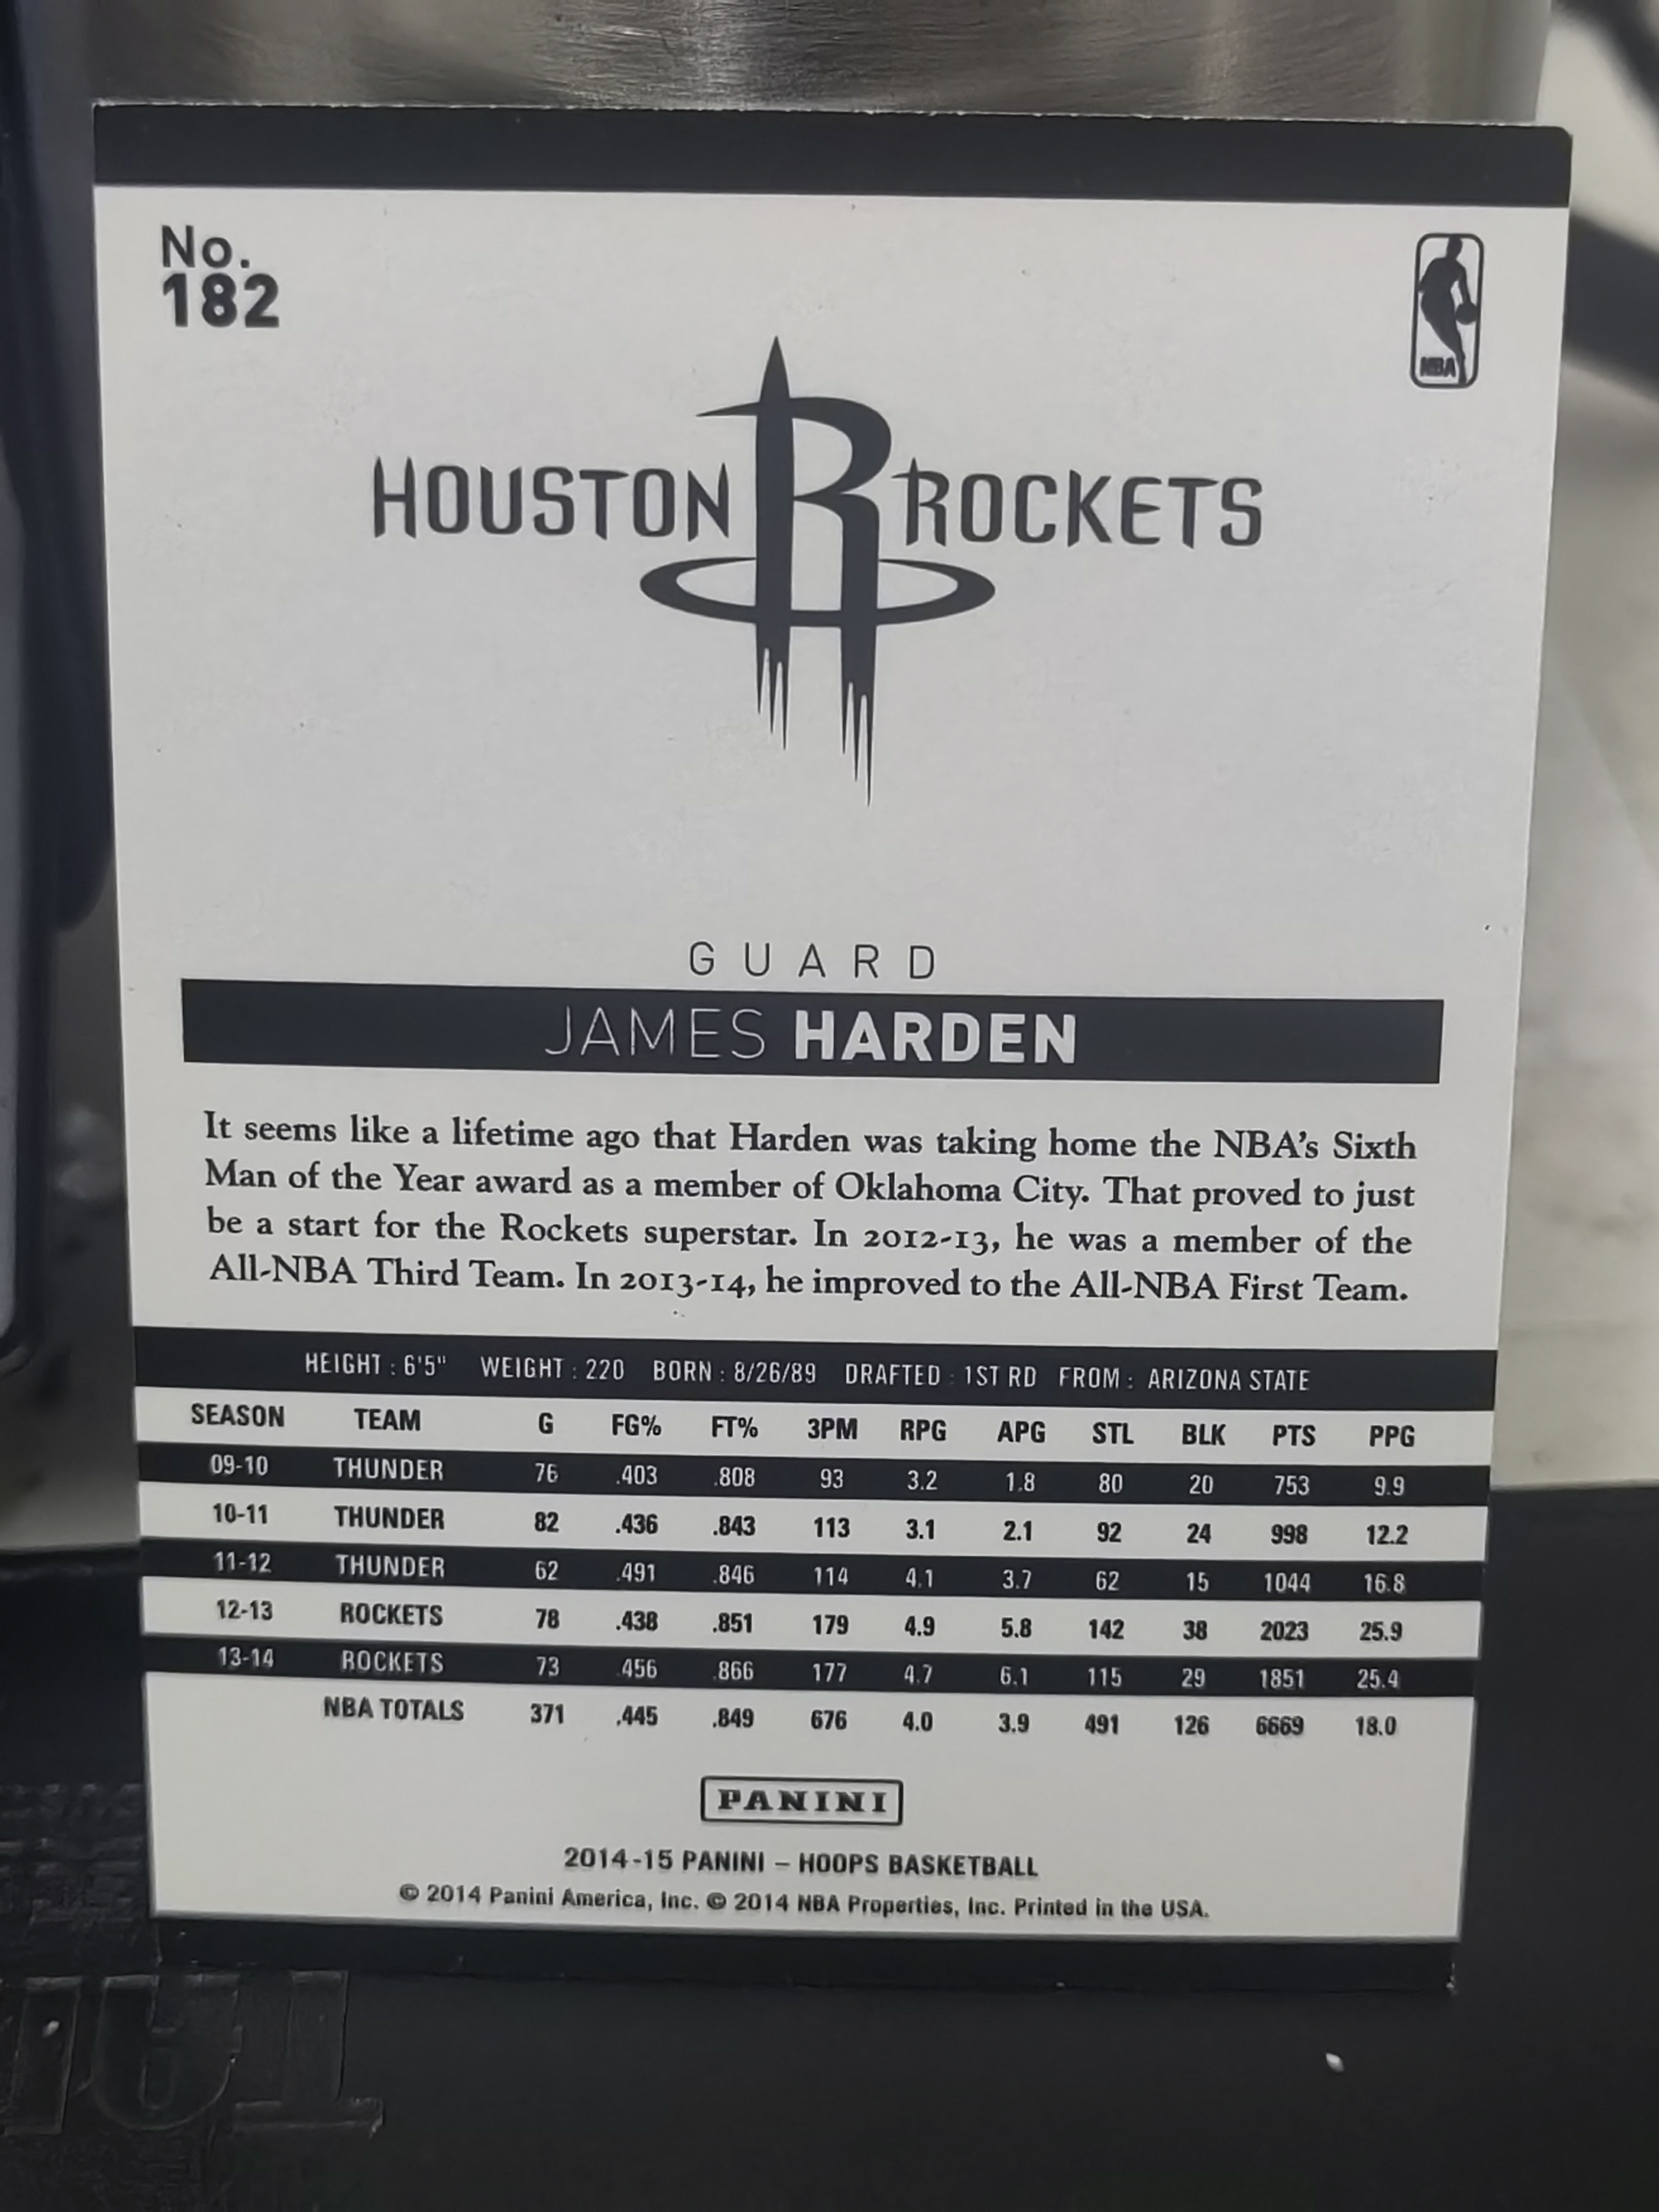 No.
182
NBA
HOUSTON ROCKETS
GUARD
JAMES HARDEN
It seems like a lifetime ago that Harden was taking home the NBA's Sixth
Man of the Year award as a member of Oklahoma City. That proved to just
be a start for the Rockets superstar. In 2012-13, he was a member of the
All-NBA Third Team. In 2013-14, he improved to the All-NBA First Team.
HEIGHT : 6'5" WEIGHT : 220 BORN : 8/26/89 DRAFTED : 1ST RD FROM : ARIZONA STATE
SEASON TEAM G FG% FT% 3PM RPG APG STL BLK PTS PPG
09-10 THUNDER 76 .403 .808 93 3.2 1.8 80 20 753 9.9
10-11 THUNDER 82 .436 .843 113 3.1 2.1 92 24 998 12.2
11-12 THUNDER 62 .491 .846 114 4.1 3.7 62 15 1044 16.8
12-13 ROCKETS 78 .438 .851 179 4.9 5.8 142 38 2023 25.9
13-14 ROCKETS 73 .456 .866 177 4.7 6.1 115 29 1851 25.4
NBA TOTALS 371 .445 .849 676 4.0 3.9 491 126 6669 18.0
PANINI
2014-15 PANINI – HOOPS BASKETBALL
© 2014 Panini America, Inc. © 2014 NBA Properties, Inc. Printed in the USA.